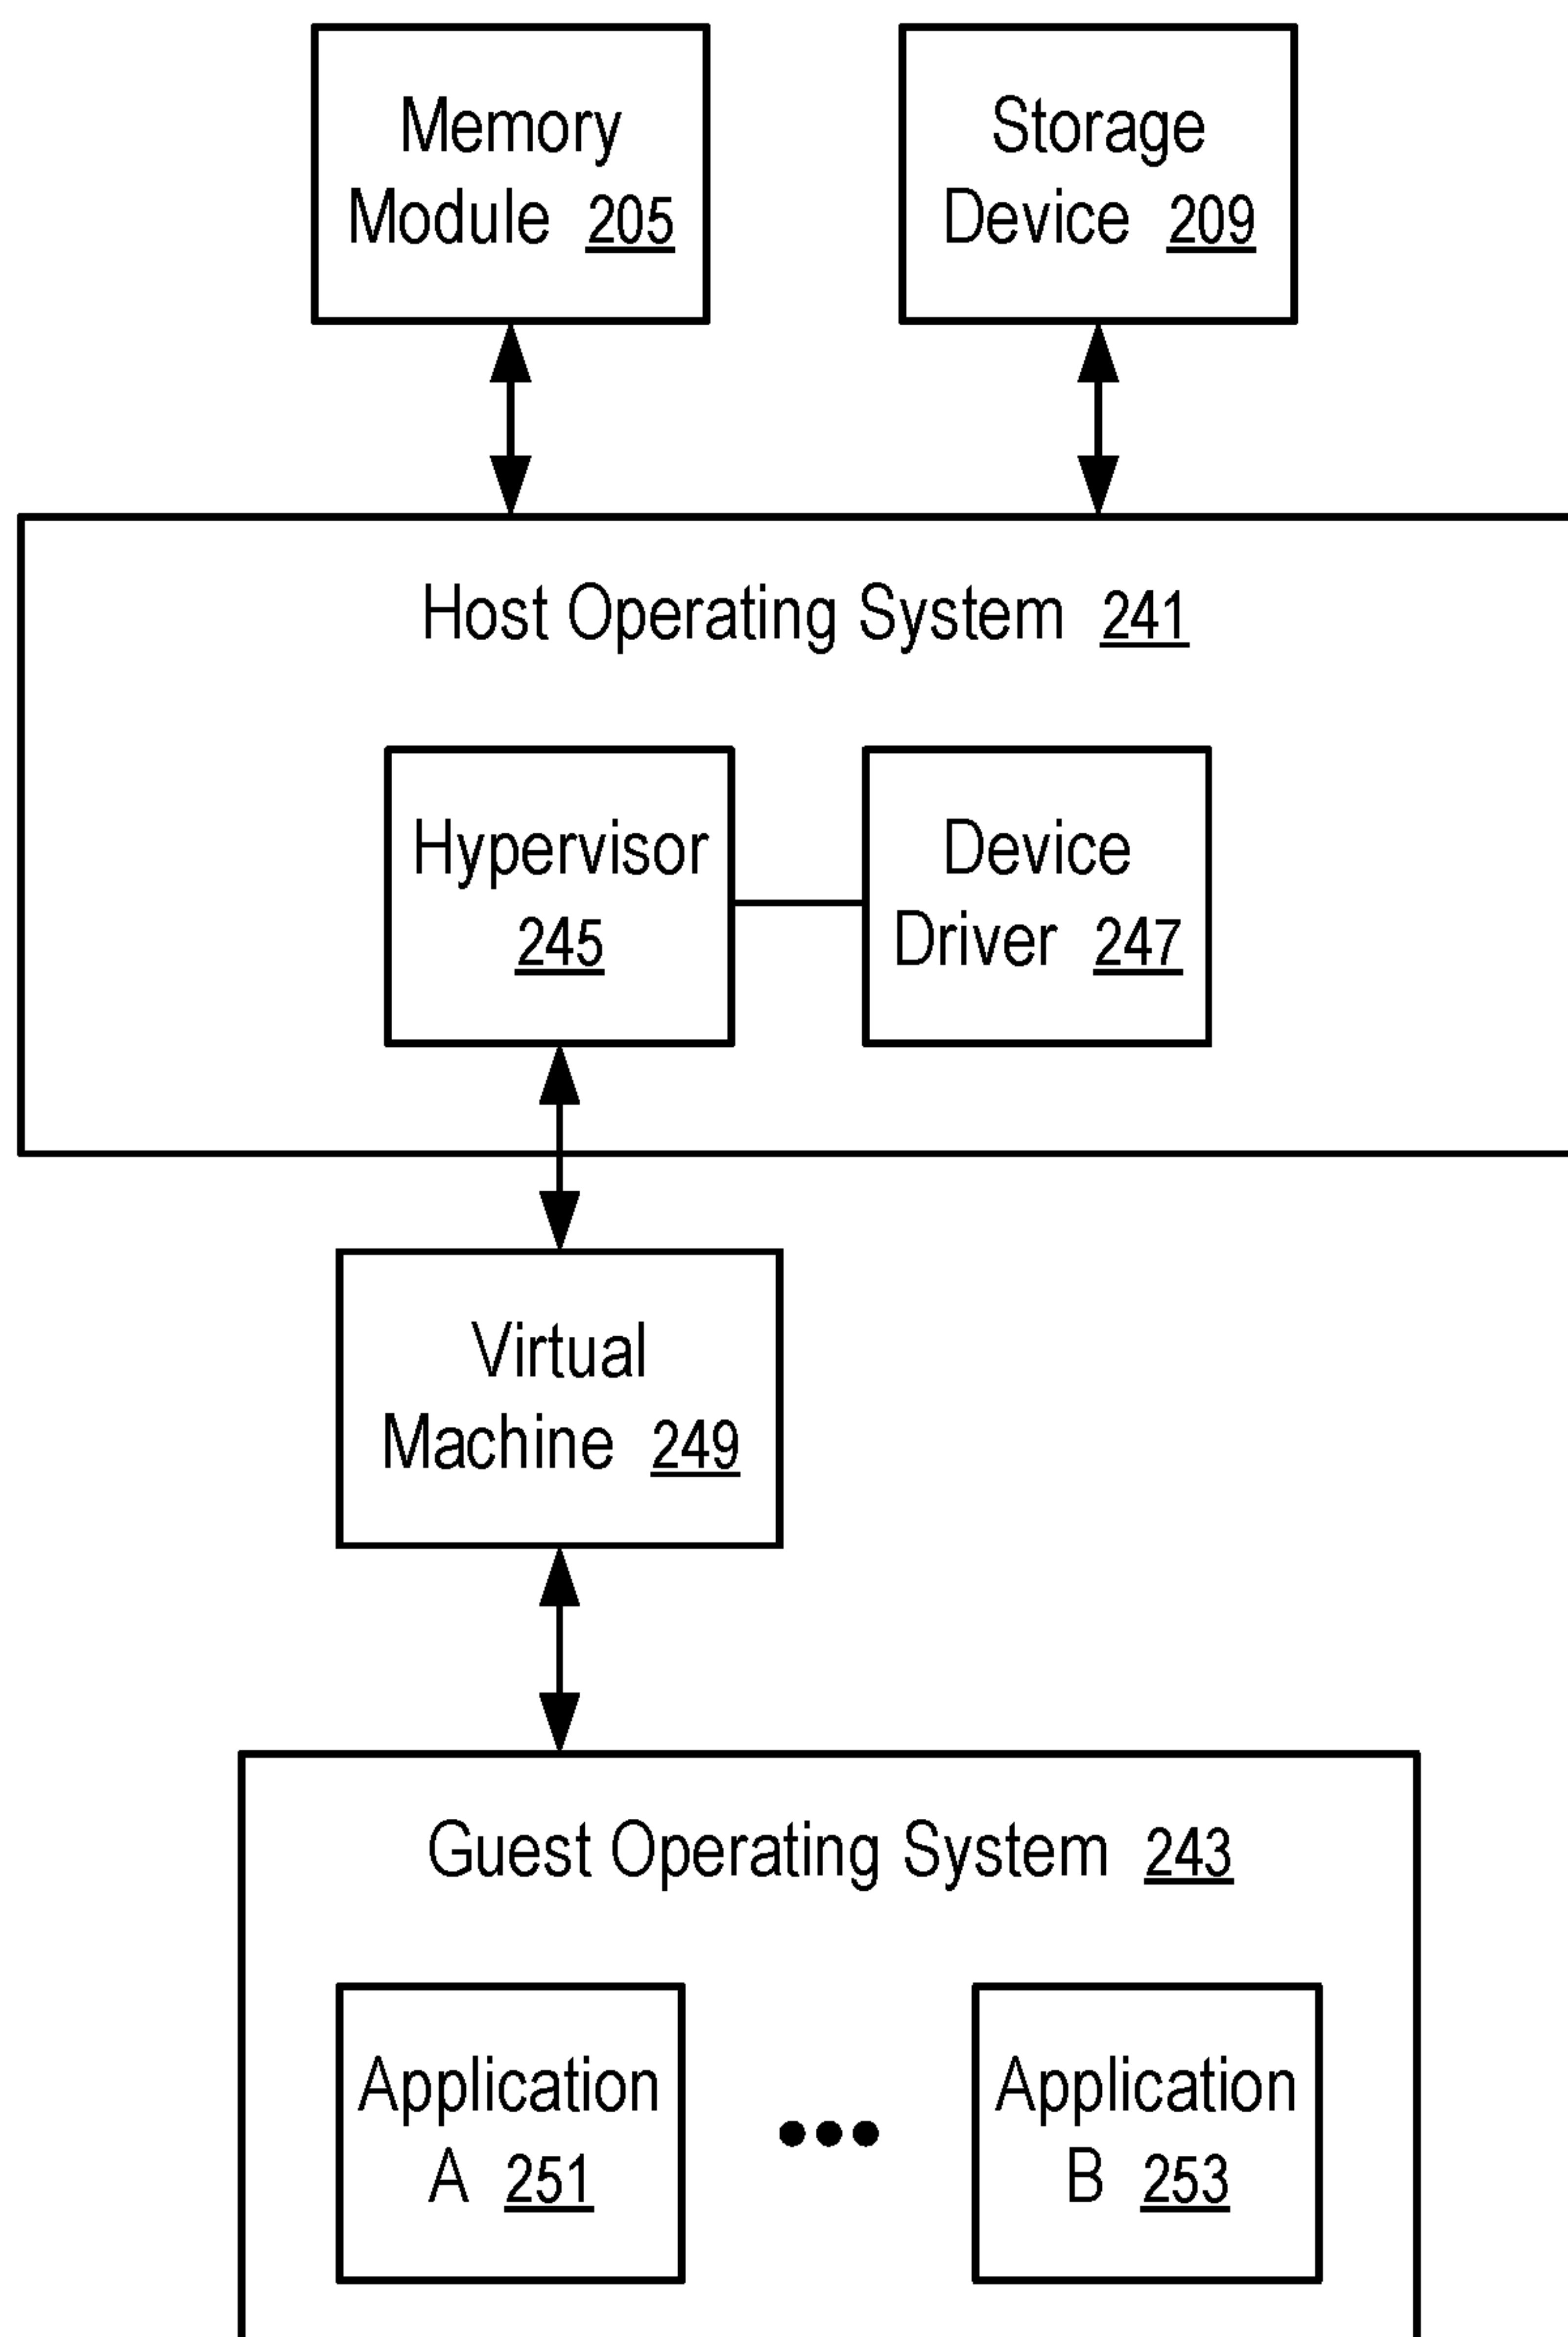 Memory
Module 205
Storage
Device 209
Host Operating System 241
Hypervisor
245
Device
Driver 247
Virtual
Machine 249
Guest Operating System 243
Application
A 251
Application
B 253